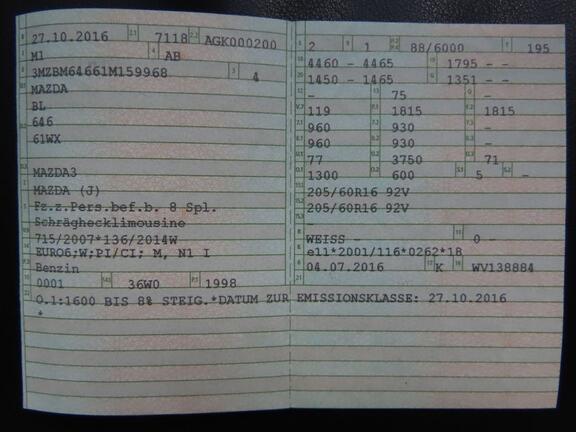 27.10.2016 7118 AGK000200
M1 AB
3MZBM64661M159968 4
MAZDA
BL
646
61WX
MAZDA3
MAZDA (J)
Fz.z.Pers.bef.b. 8 Spl.
Schräghecklimousine
715/2007*136/2014W
EURO6;W;PI/CI; M, N1 I
Benzin
0001 36W0 1998
O.1:1600 BIS 8% STEIG.*DATUM ZUR EMISSIONSKLASSE: 27.10.2016
*
2 1 88/6000 195
4460 - 4465 1795 - -
1450 - 1465 1351 - -
- 75 -
119 1815 1815
960 930 -
960 930 -
77 3750 71
1300 600 5 -
205/60R16 92V
205/60R16 92V
-
WEISS - 0 -
e11*2001/116*0262*18
04.07.2016 K WV138884